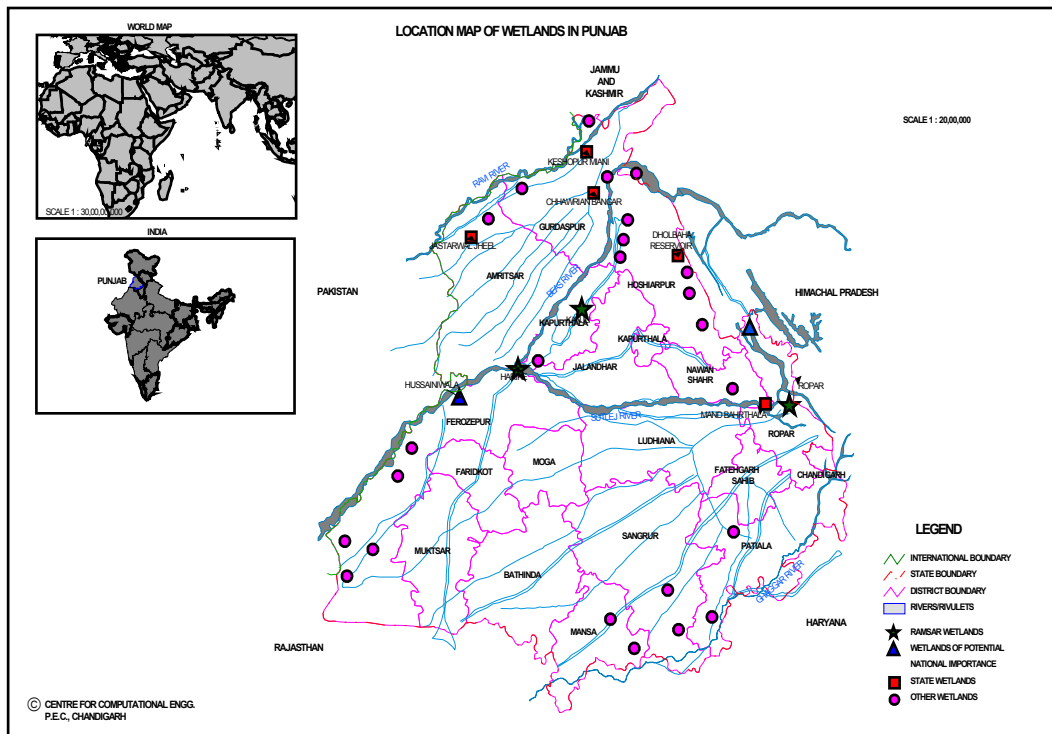 WORLD MAP
LOCATION MAP OF WETLANDS IN PUNJAB
SCALE 1 : 20,00,000
SCALE 1 : 30,00,00,000
INDIA
PUNJAB
JAMMU
AND
KASHMIR
KESHOPUR MIANI
RAVI RIVER
CHHAWRIAN BANGAR
GURDASPUR
DHOLBAHA
RESERVOIR
JASTARWAL JHEEL
AMRITSAR
BEAS RIVER
HOSHIARPUR
PAKISTAN
HIMACHAL PRADESH
KAPURTHALA
KAPURTHALA
JALANDHAR
NAWAN
SHAHR
HUSSAINIWALA
ROPAR
MAND BAHRTHALA
SUTLEJ RIVER
FEROZEPUR
ROPAR
LUDHIANA
MOGA
FARIDKOT
FATEHGARH
SAHIB
CHANDIGARH
SANGRUR
PATIALA
MUKTSAR
BATHINDA
GHAGGAR RIVER
MANSA
HARYANA
RAJASTHAN
LEGEND
INTERNATIONAL BOUNDARY
STATE BOUNDARY
DISTRICT BOUNDARY
RIVERS/RIVULETS
RAMSAR WETLANDS
WETLANDS OF POTENTIAL
NATIONAL IMPORTANCE
STATE WETLANDS
OTHER WETLANDS
© CENTRE FOR COMPUTATIONAL ENGG.
P.E.C., CHANDIGARH